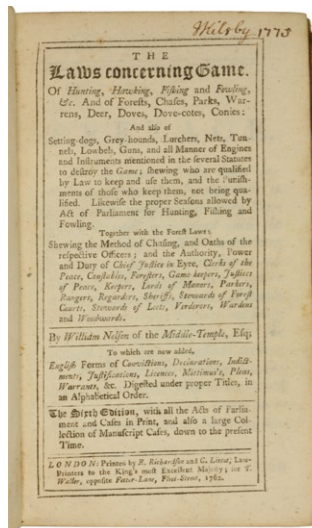 Milsby 1773
THE
Laws concerning Game.
Of Hunting, Hawking, Fishing and Fowling,
&c. And of Forests, Chases, Parks, War-
rens, Deer, Doves, Dove-cotes, Conies:
And also of
Setting-dogs, Grey-hounds, Lurchers, Nets, Tun-
nels, Lowbels, Guns, and all Manner of Engines
and Instruments mentioned in the several Statutes
to destroy the Game; shewing who are qualified
by Law to keep and use them, and the Punish-
ments of those who keep them, not being qua-
lified. Likewise the proper Seasons allowed by
Act of Parliament for Hunting, Fishing and
Fowling.
Together with the Forest Laws;
Shewing the Method of Chasing, and Oaths of the
respective Officers; and the Authority, Power
and Duty of Chief Justice in Eyre, Clerks of the
Peace, Constables, Foresters, Game-keepers, Justices
of Peace, Keepers, Lords of Manors, Parkers,
Rangers, Regarders, Sheriffs, Stewards of Forest
Courts, Stewards of Leets, Verderors, Wardens
and Woodwards.
By William Nelson of the Middle-Temple, Esq;
To which are now added,
English Forms of Convictions, Declarations, Indict-
ments, Justifications, Licences, Mittimus's, Pleas,
Warrants, &c. Digested under proper Titles, in
an Alphabetical Order.
The Sixth Edition, with all the Acts of Parlia-
ment and Cases in Print, and also a large Col-
lection of Manuscript Cases, down to the present
Time.
LONDON: Printed by R. Richardson and C. Lintot, Law-
Printers to the King's most Excellent Majesty; for T.
Waller, opposite Fetter-Lane, Fleet-Street, 1762.